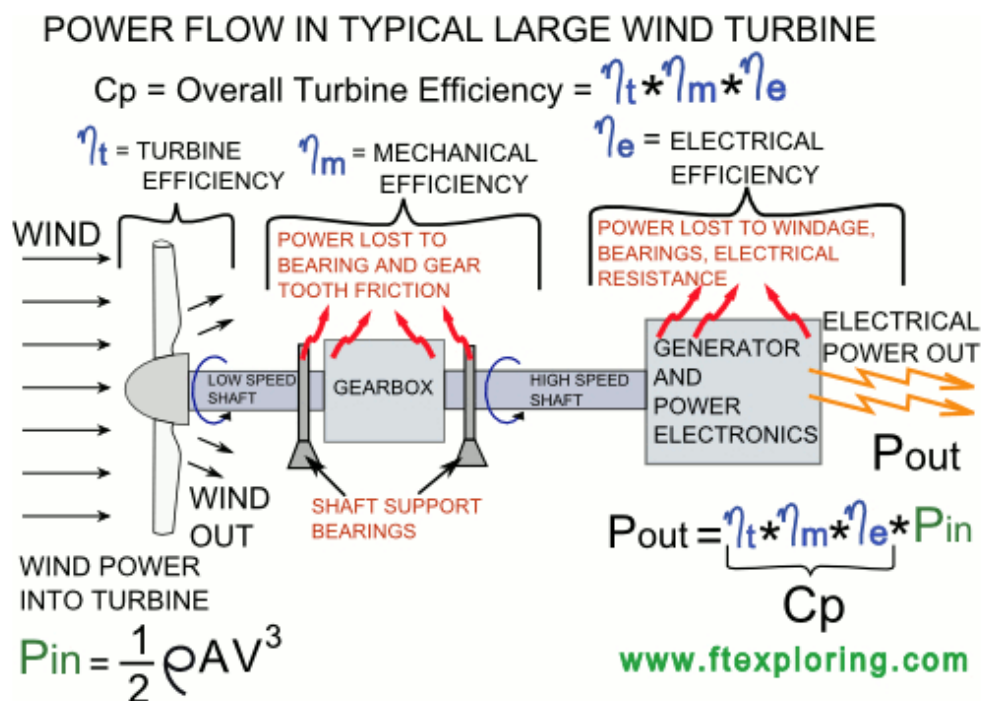 POWER FLOW IN TYPICAL LARGE WIND TURBINE
Cp = Overall Turbine Efficiency = ηt*ηm*ηe
ηt = TURBINE
EFFICIENCY
ηm = MECHANICAL
EFFICIENCY
ηe = ELECTRICAL
EFFICIENCY
WIND
POWER LOST TO
BEARING AND GEAR
TOOTH FRICTION
POWER LOST TO WINDAGE,
BEARINGS, ELECTRICAL
RESISTANCE
LOW SPEED
SHAFT
GEARBOX
HIGH SPEED
SHAFT
GENERATOR
AND
POWER
ELECTRONICS
ELECTRICAL
POWER OUT
Pout
WIND
OUT
SHAFT SUPPORT
BEARINGS
WIND POWER
INTO TURBINE
Pin = 1/2 ρAV³
Pout = ηt*ηm*ηe*Pin
Cp
www.ftexploring.com